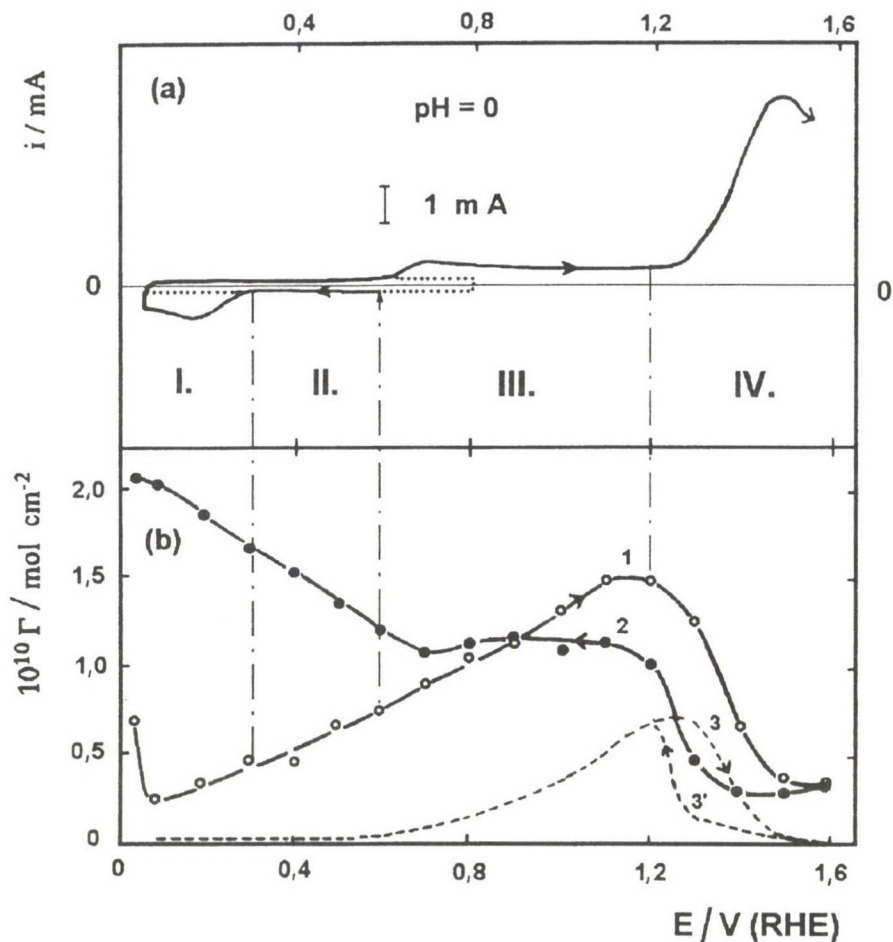 0,4 0,8 1,2 1,6
(a)
pH = 0
i / mA
1 mA
0 0
I. II. III. IV.
2,0
(b)
1
1,5
2
1,0
3
0,5
3'
0
10¹⁰ Γ / mol cm⁻²
0 0,4 0,8 1,2 1,6
E / V (RHE)